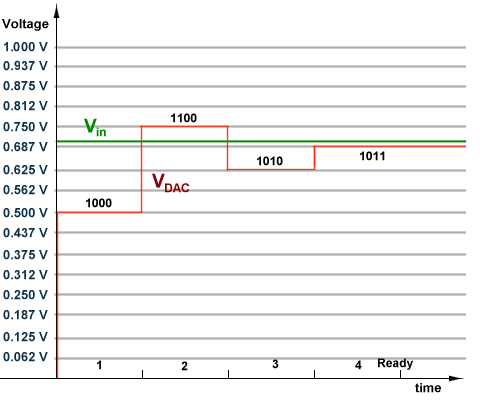 Voltage
1.000 V
0.937 V
0.875 V
0.812 V
0.750 V
0.687 V
0.625 V
0.562 V
0.500 V
0.437 V
0.375 V
0.312 V
0.250 V
0.187 V
0.125 V
0.062 V
Vin
1100
1010
1011
VDAC
1000
1 2 3 4 Ready
time